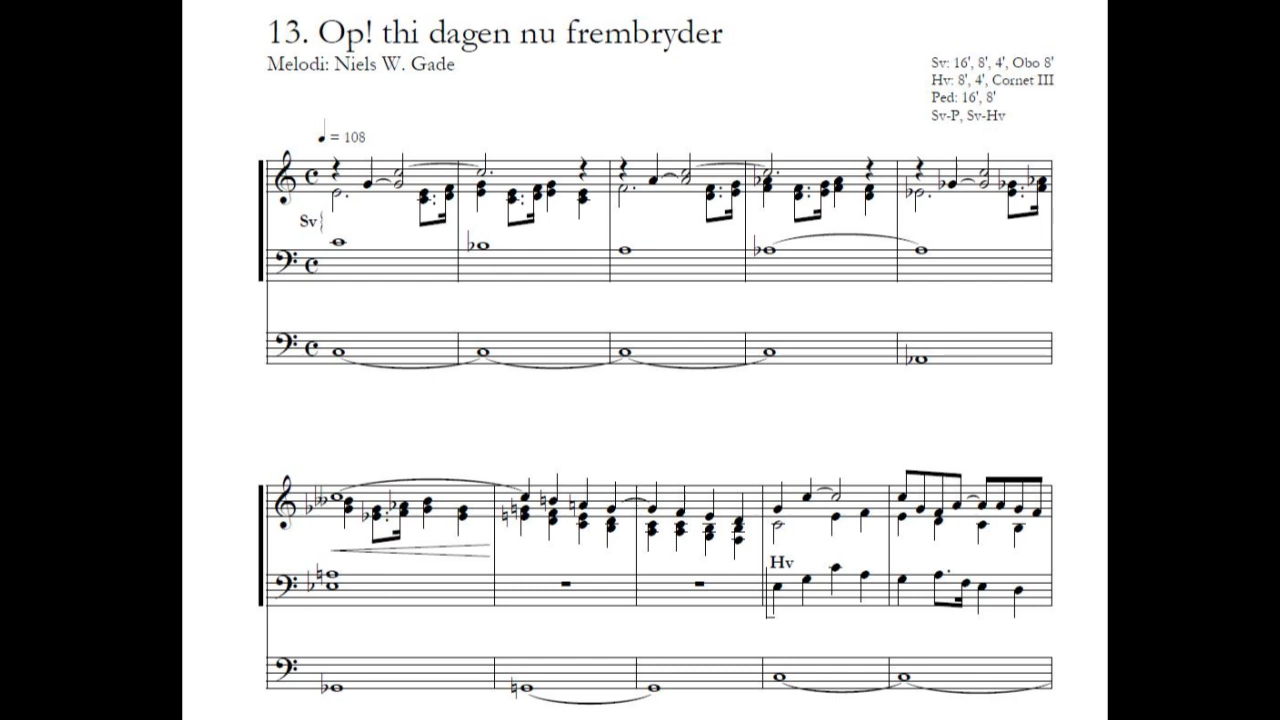 13. Op! thi dagen nu frembryder
Melodi: Niels W. Gade
Sv: 16', 8', 4', Obo 8'
Hv: 8', 4', Cornet III
Ped: 16', 8'
Sv-P, Sv-Hv
= 108
Sv
Hv